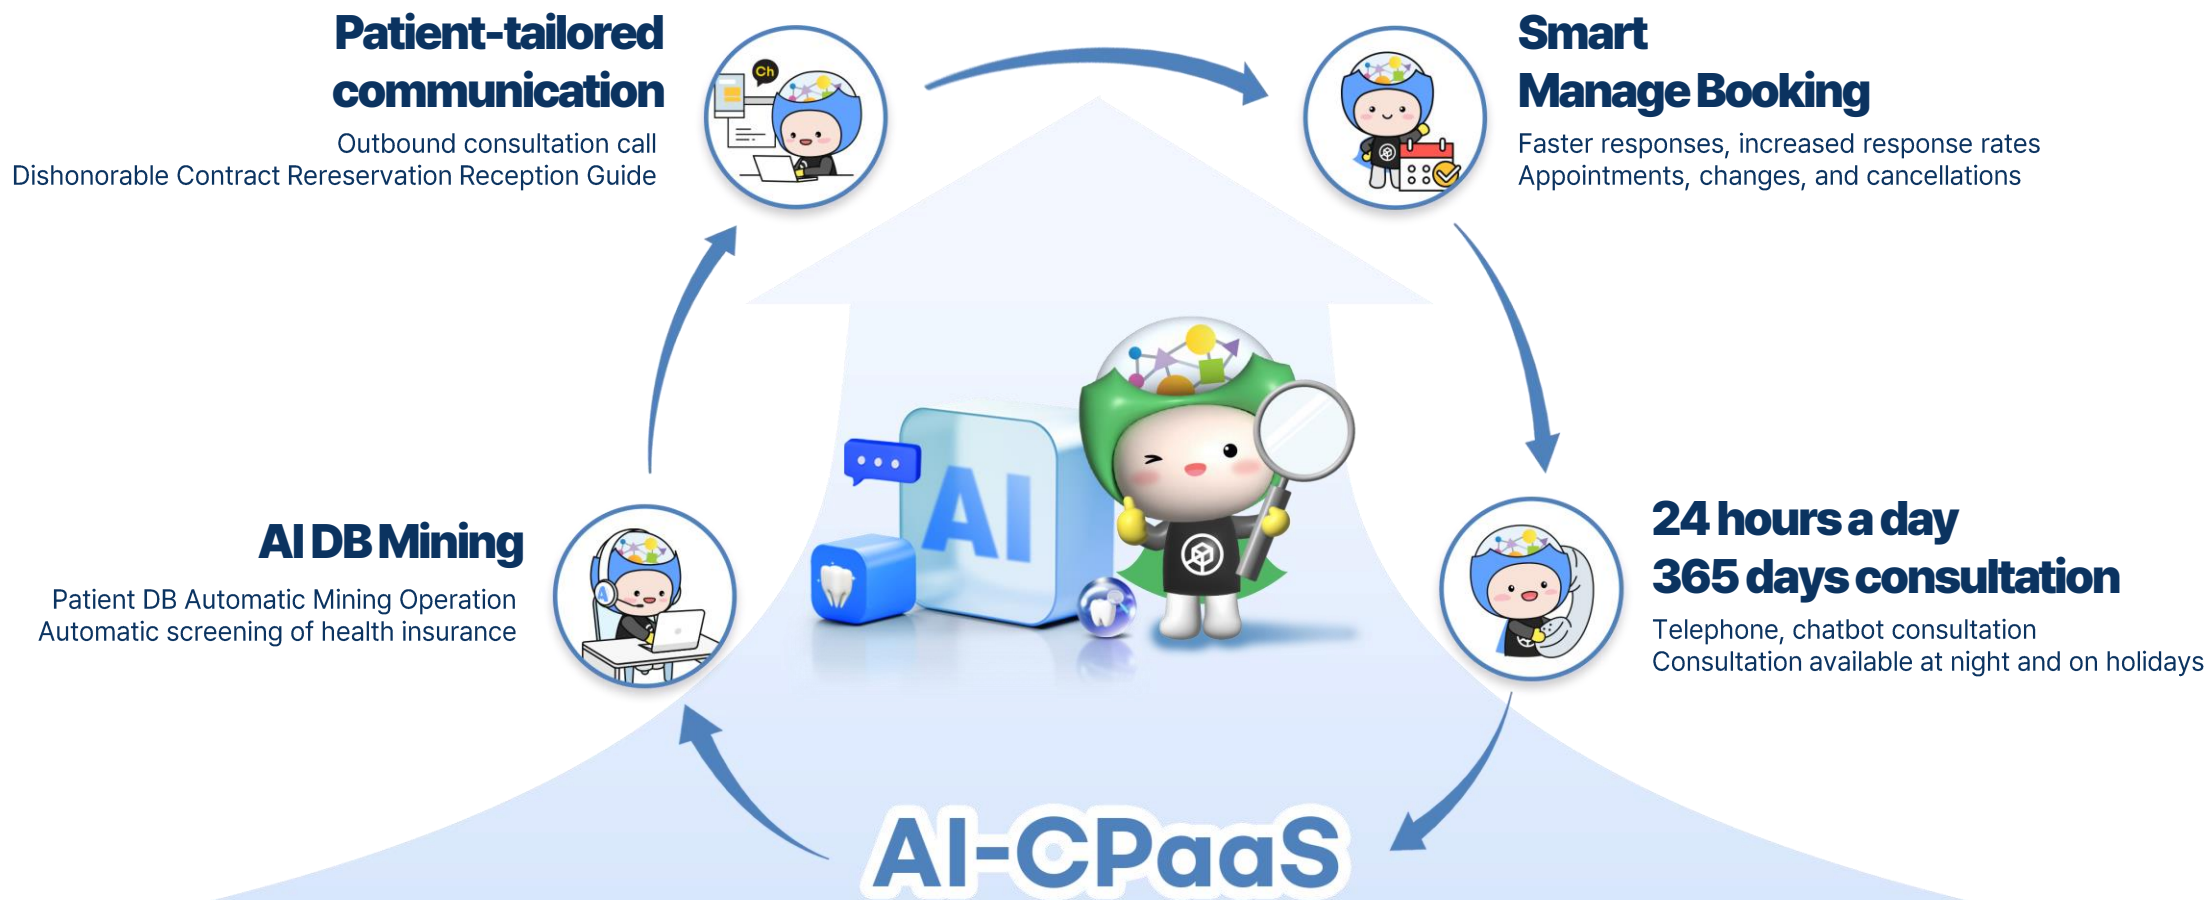 Patient-tailored
communication
Outbound consultation call
Dishonorable Contract Rereservation Reception Guide
Ch
Smart
Manage Booking
Faster responses, increased response rates
Appointments, changes, and cancellations
AI DB Mining
Patient DB Automatic Mining Operation
Automatic screening of health insurance
A
AI
24 hours a day
365 days consultation
Telephone, chatbot consultation
Consultation available at night and on holidays
AI-CPaaS